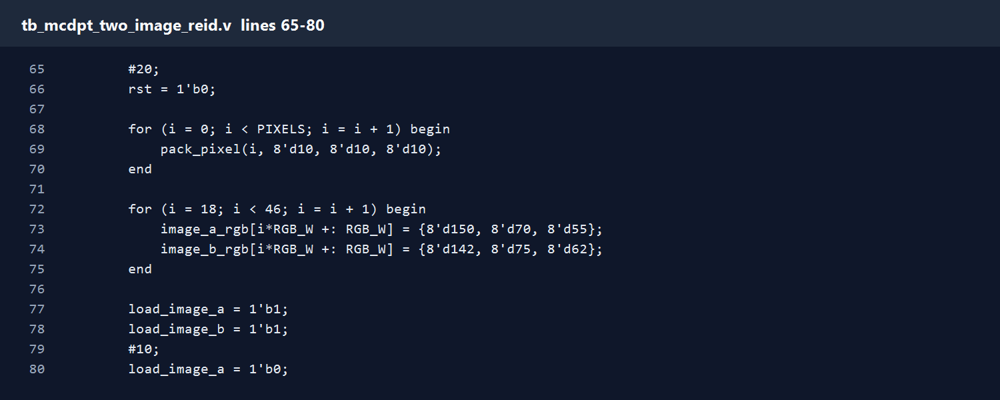 tb_mcdpt_two_image_reid.v lines 65-80
65 #20;
66 rst = 1'b0;
67
68 for (i = 0; i < PIXELS; i = i + 1) begin
69 pack_pixel(i, 8'd10, 8'd10, 8'd10);
70 end
71
72 for (i = 18; i < 46; i = i + 1) begin
73 image_a_rgb[i*RGB_W +: RGB_W] = {8'd150, 8'd70, 8'd55};
74 image_b_rgb[i*RGB_W +: RGB_W] = {8'd142, 8'd75, 8'd62};
75 end
76
77 load_image_a = 1'b1;
78 load_image_b = 1'b1;
79 #10;
80 load_image_a = 1'b0;